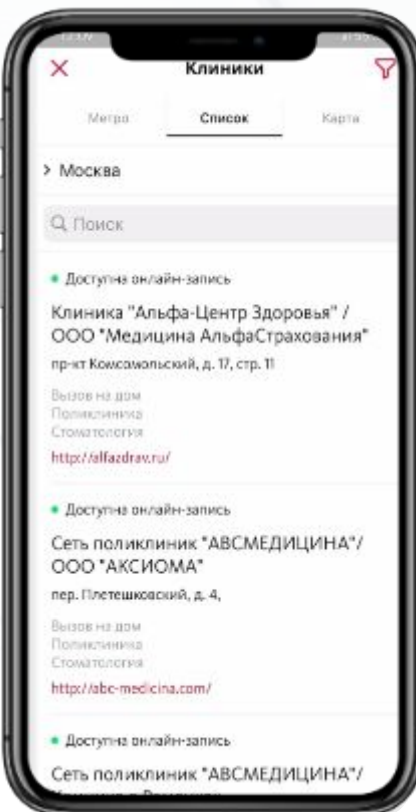 Клиники
Метро
Список
Карта
> Москва
Поиск
Доступна онлайн-запись
Клиника "Альфа-Центр Здоровья" /
ООО "Медицина АльфаСтрахования"
пр-кт Комсомольский, д. 17, стр. 11
Вызов на дом
Поликлиника
Стоматология
http://alfazdrav.ru/
Доступна онлайн-запись
Сеть поликлиник "АВСМЕДИЦИНА"/
ООО "АКСИОМА"
пер. Плетешковский, д. 4,
Вызов на дом
Поликлиника
Стоматология
http://abc-medicina.com/
Доступна онлайн-запись
Сеть поликлиник "АВСМЕДИЦИНА"/